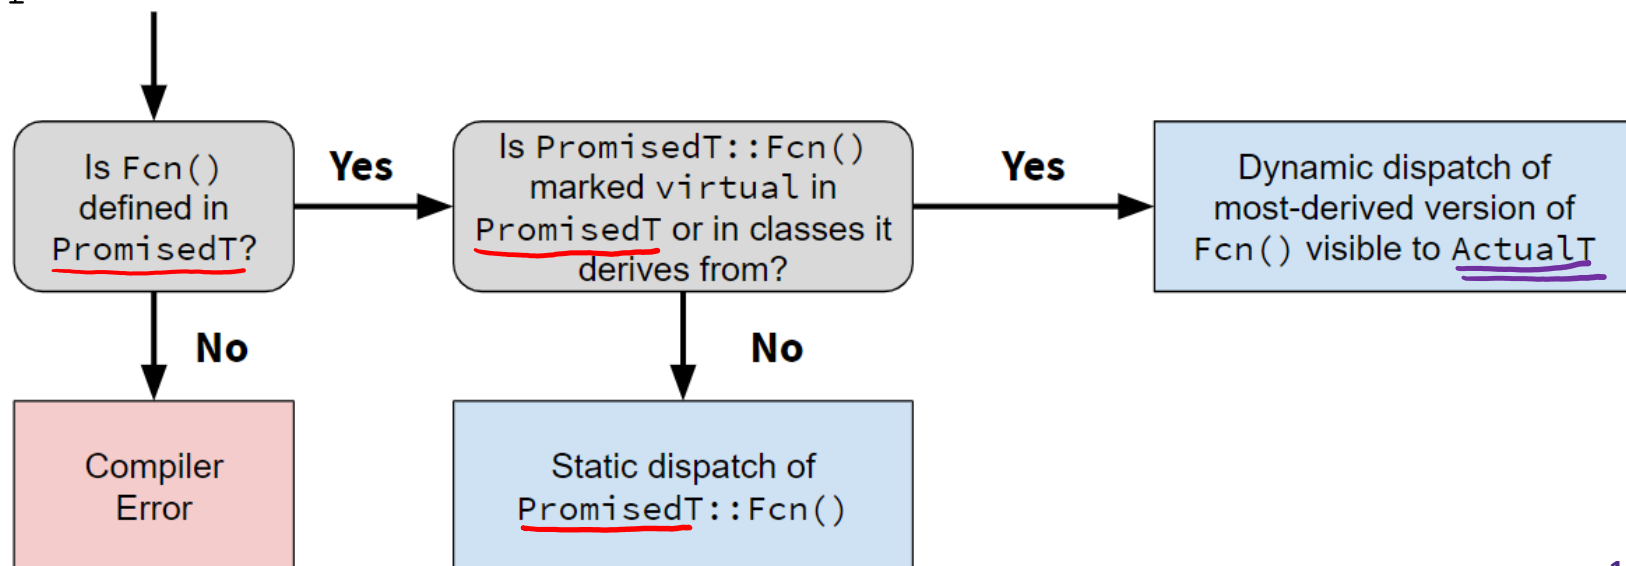 Is Fcn()
defined in
PromisedT?
Yes
Is PromisedT::Fcn()
marked virtual in
PromisedT or in classes it
derives from?
Yes
Dynamic dispatch of
most-derived version of
Fcn() visible to ActualT
No
No
Compiler
Error
Static dispatch of
PromisedT::Fcn()